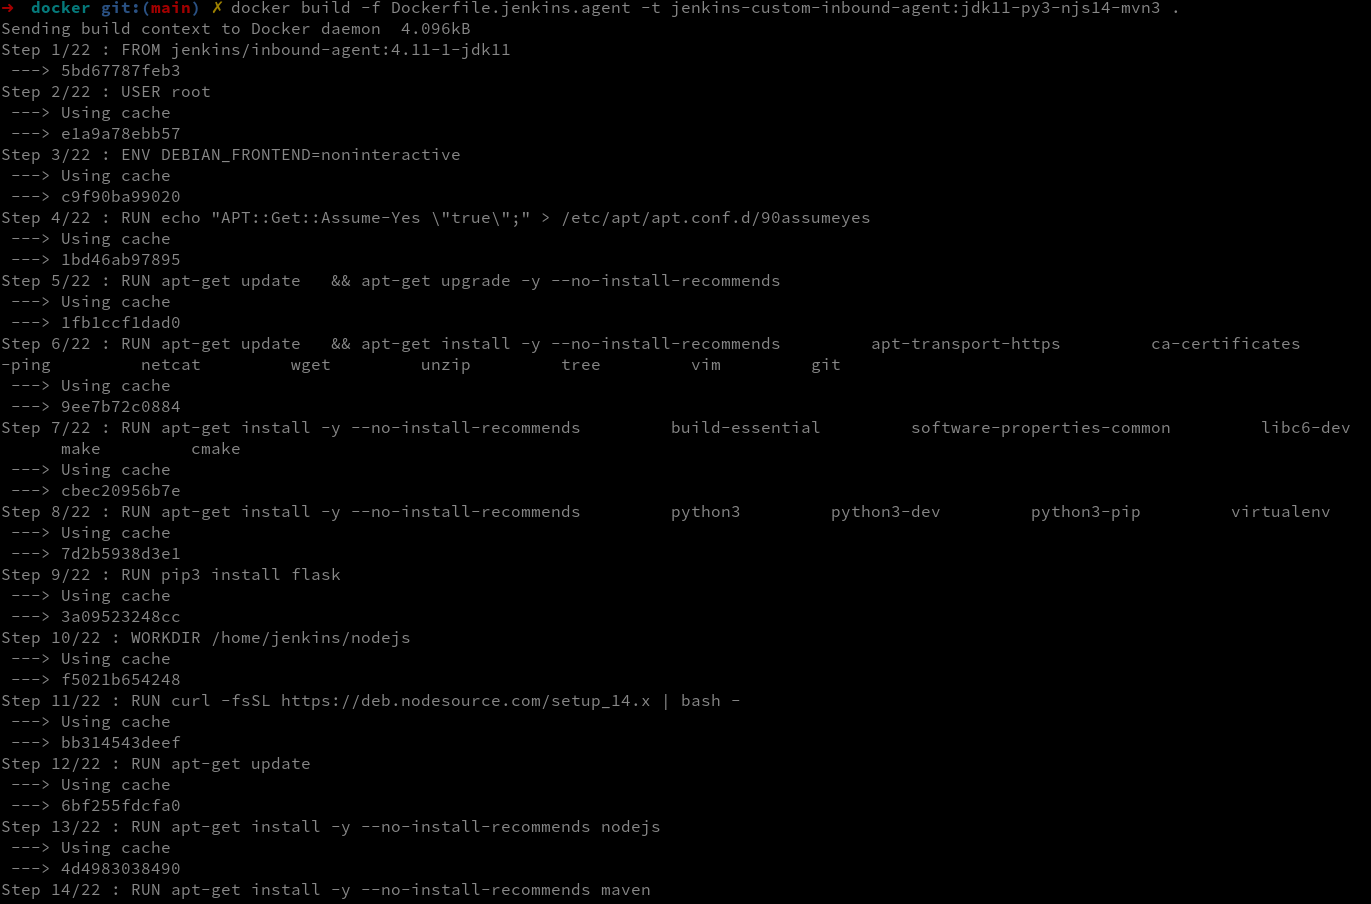 ➜  docker git:(main) ✗ docker build -f Dockerfile.jenkins.agent -t jenkins-custom-inbound-agent:jdk11-py3-njs14-mvn3 .
Sending build context to Docker daemon  4.096kB
Step 1/22 : FROM jenkins/inbound-agent:4.11-1-jdk11
 ---> 5bd67787feb3
Step 2/22 : USER root
 ---> Using cache
 ---> e1a9a78ebb57
Step 3/22 : ENV DEBIAN_FRONTEND=noninteractive
 ---> Using cache
 ---> c9f90ba99020
Step 4/22 : RUN echo "APT::Get::Assume-Yes \"true\";" > /etc/apt/apt.conf.d/90assumeyes
 ---> Using cache
 ---> 1bd46ab97895
Step 5/22 : RUN apt-get update   && apt-get upgrade -y --no-install-recommends
 ---> Using cache
 ---> 1fb1ccf1dad0
Step 6/22 : RUN apt-get update   && apt-get install -y --no-install-recommends         apt-transport-https         ca-certificates
-ping         netcat         wget         unzip         tree         vim         git
 ---> Using cache
 ---> 9ee7b72c0884
Step 7/22 : RUN apt-get install -y --no-install-recommends         build-essential         software-properties-common         libc6-dev
      make         cmake
 ---> Using cache
 ---> cbec20956b7e
Step 8/22 : RUN apt-get install -y --no-install-recommends         python3         python3-dev         python3-pip         virtualenv
 ---> Using cache
 ---> 7d2b5938d3e1
Step 9/22 : RUN pip3 install flask
 ---> Using cache
 ---> 3a09523248cc
Step 10/22 : WORKDIR /home/jenkins/nodejs
 ---> Using cache
 ---> f5021b654248
Step 11/22 : RUN curl -fsSL https://deb.nodesource.com/setup_14.x | bash -
 ---> Using cache
 ---> bb314543deef
Step 12/22 : RUN apt-get update
 ---> Using cache
 ---> 6bf255fdcfa0
Step 13/22 : RUN apt-get install -y --no-install-recommends nodejs
 ---> Using cache
 ---> 4d4983038490
Step 14/22 : RUN apt-get install -y --no-install-recommends maven